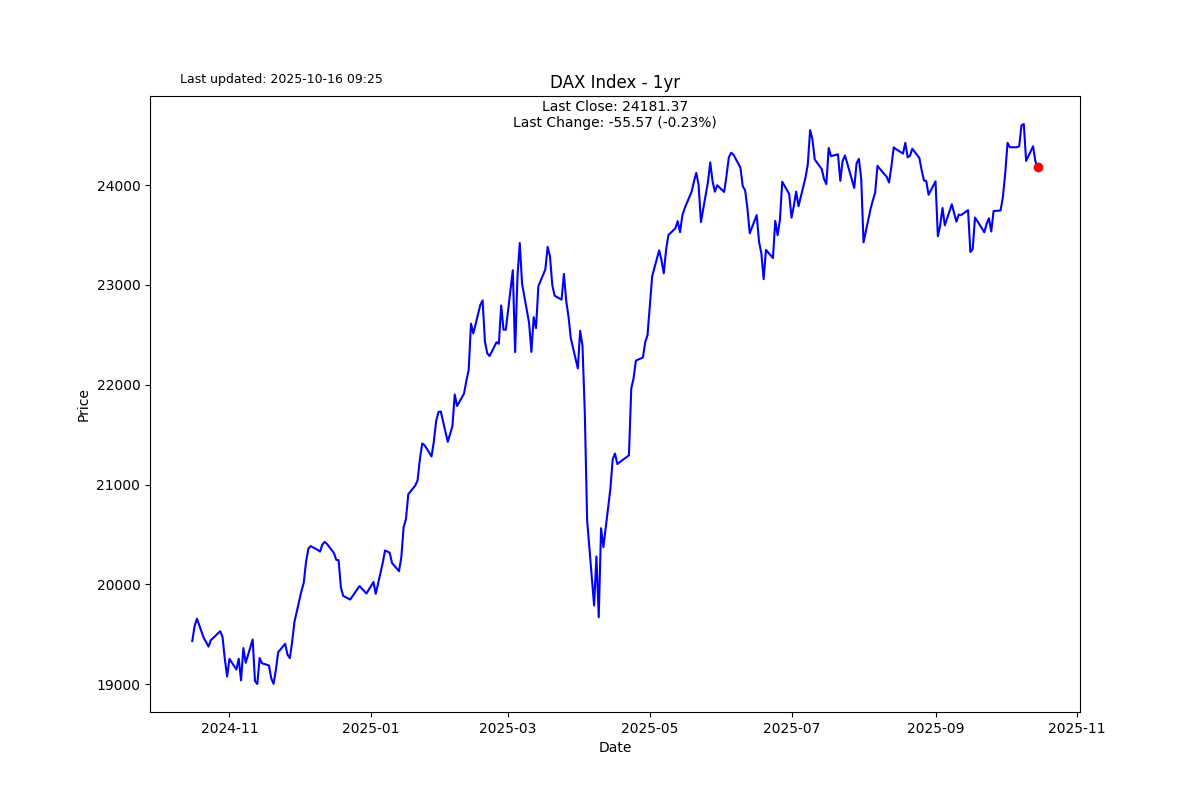 Last updated: 2025-10-16 09:25
DAX Index - 1yr
Last Close: 24181.37
Last Change: -55.57 (-0.23%)
24000
23000
22000
21000
20000
19000
Price
2024-11
2025-01
2025-03
2025-05
2025-07
2025-09
2025-11
Date